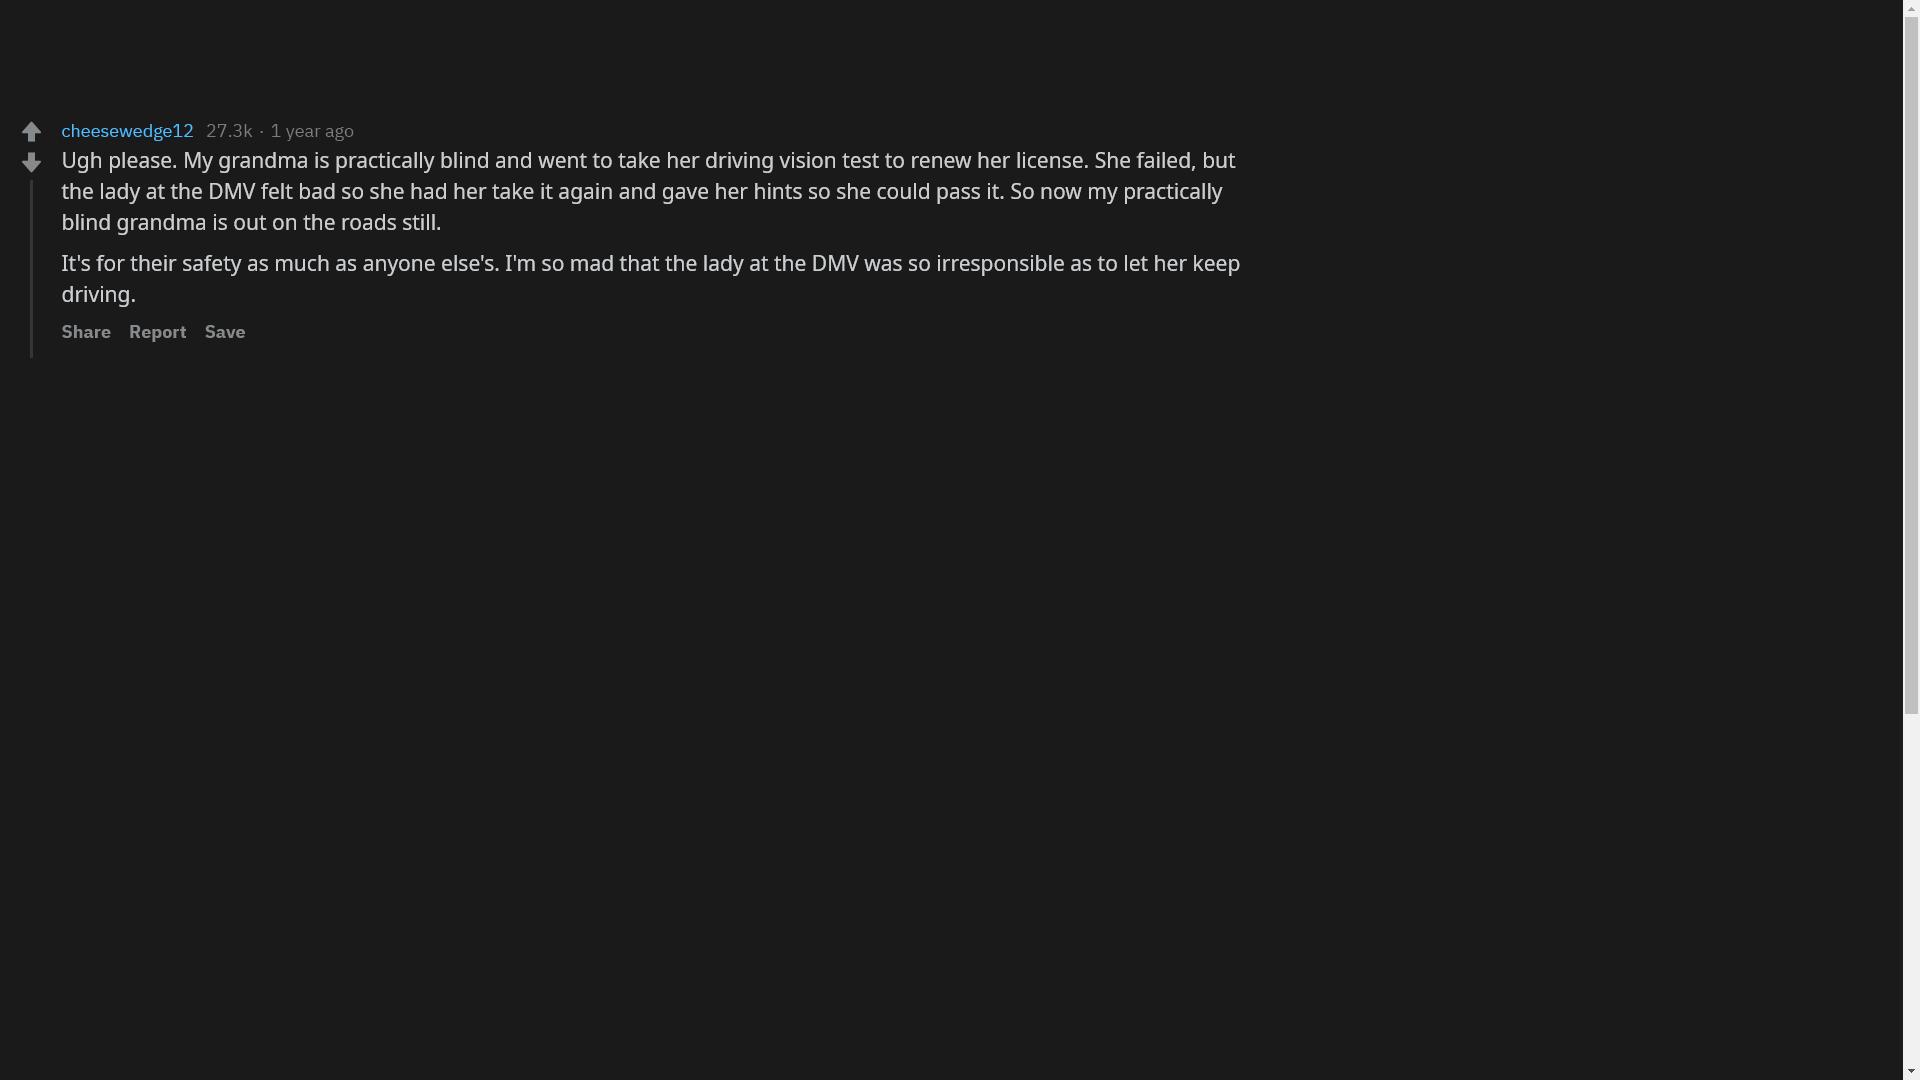 cheesewedge12 27.3k · 1 year ago
Ugh please. My grandma is practically blind and went to take her driving vision test to renew her license. She failed, but
the lady at the DMV felt bad so she had her take it again and gave her hints so she could pass it. So now my practically
blind grandma is out on the roads still.
It's for their safety as much as anyone else's. I'm so mad that the lady at the DMV was so irresponsible as to let her keep
driving.
Share Report Save